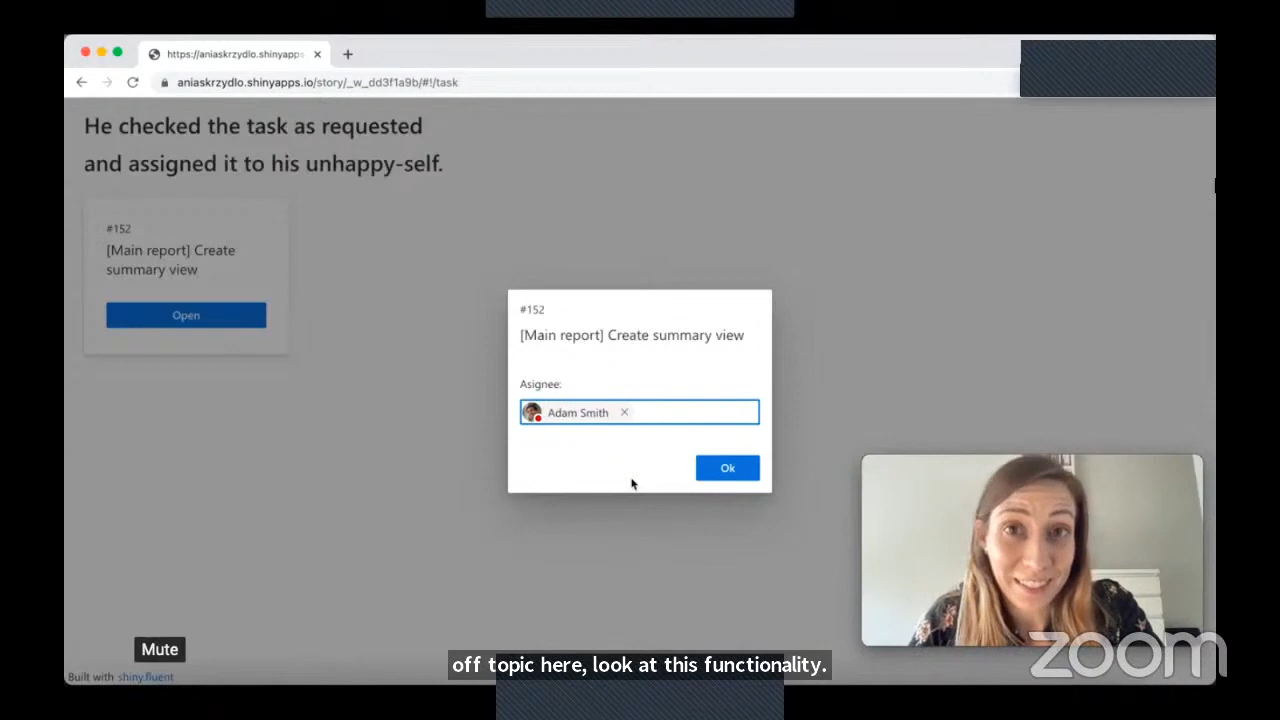 https://aniaskrzydlo.shinyapps
aniaskrzydlo.shinyapps.io/story/_w_dd3f1a9b/#!/task
He checked the task as requested
and assigned it to his unhappy-self.
#152
[Main report] Create
summary view
Open
#152
[Main report] Create summary view
Asignee:
Adam Smith
Ok
Mute
off topic here, look at this functionality.
zoom
Built with shiny.fluent